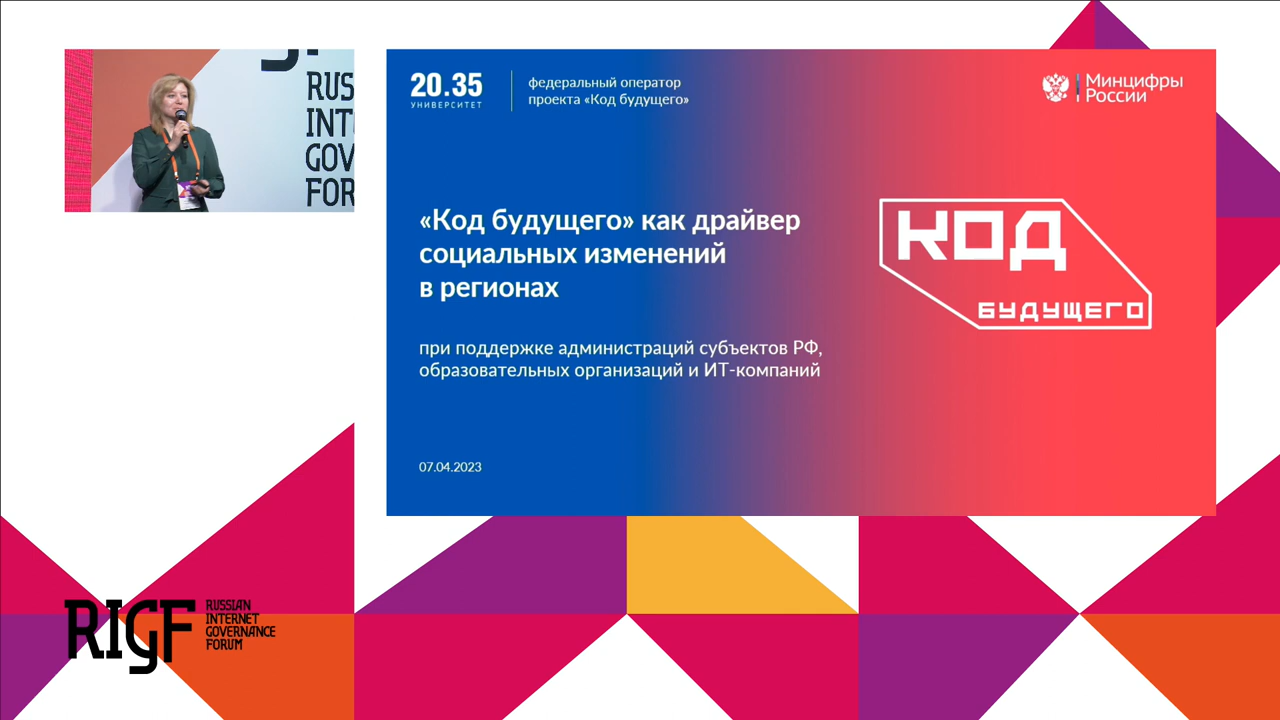 RUS
INT
GOV
FOR
20.35
УНИВЕРСИТЕТ
федеральный оператор
проекта «Код будущего»
Минцифры
России
«Код будущего» как драйвер
социальных изменений
в регионах
КОД
БУДУЩЕГО
при поддержке администраций субъектов РФ,
образовательных организаций и ИТ-компаний
07.04.2023
RIGF
RUSSIAN
INTERNET
GOVERNANCE
FORUM